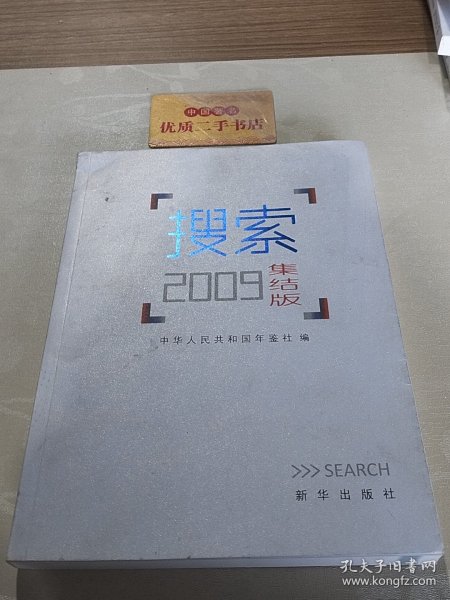 中国著名
优质二手书店
搜索
2009
集结版
中华人民共和国年鉴社 编
>>> SEARCH
新华出版社
孔夫子旧书网
www.kongfz.com